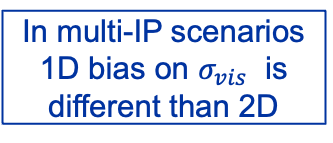 In multi-IP scenarios
1D bias on σ_vis is
different than 2D